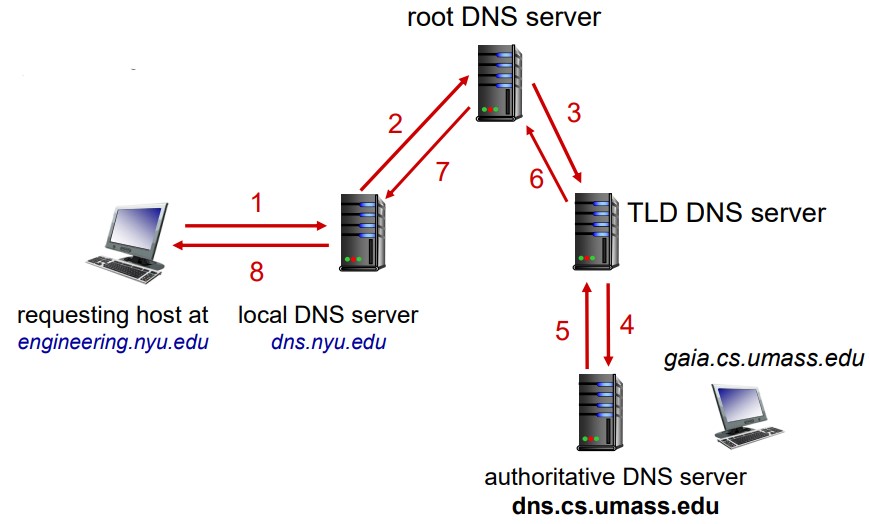 root DNS server
2
3
7
6
1
TLD DNS server
8
requesting host at
engineering.nyu.edu
local DNS server
dns.nyu.edu
5
4
gaia.cs.umass.edu
authoritative DNS server
dns.cs.umass.edu